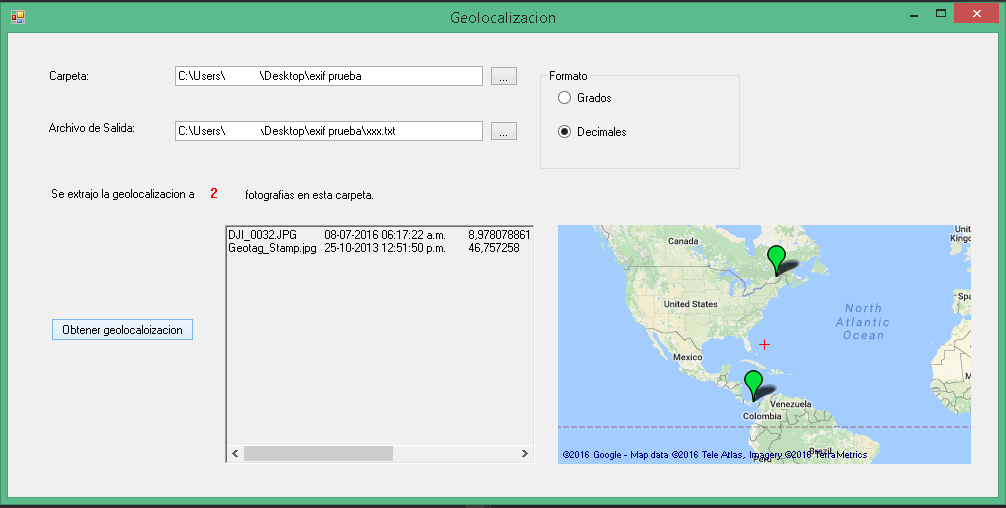 Geolocalizacion
Carpeta:
C:\Users\ \Desktop\exif prueba
...
Formato
Grados
Decimales
Archivo de Salida:
C:\Users\ \Desktop\exif prueba\xxx.txt
...
Se extrajo la geolocalizacion a 2 fotografias en esta carpeta.
DJI_0032.JPG 08-07-2016 06:17:22 a.m. 8,978078861
Geotag_Stamp.jpg 25-10-2013 12:51:50 p.m. 46,757258
Obtener geolocaloizacion
Canada
Unit
King
United States
North
Atlantic
Ocean
Spa
Mexico
M
Venezuela
Colombia
Peru
Brazil
©2016 Google - Map data ©2016 Tele Atlas, Imagery ©2016 TerraMetrics